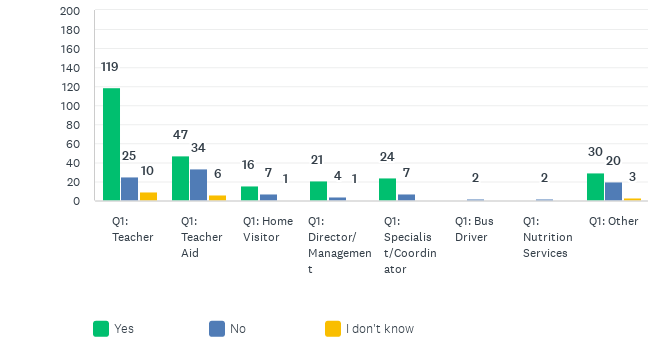 200
180
160
140
120
100
80
60
40
20
0
119
25
10
47
34
6
16
7
1
21
4
1
24
7
2
2
30
20
3
Q1:
Teacher
Q1:
Teacher
Aid
Q1: Home
Visitor
Q1:
Director/
Managemen
t
Q1:
Specialis
t/Coordin
ator
Q1: Bus
Driver
Q1:
Nutrition
Services
Q1: Other
Yes
No
I don't know